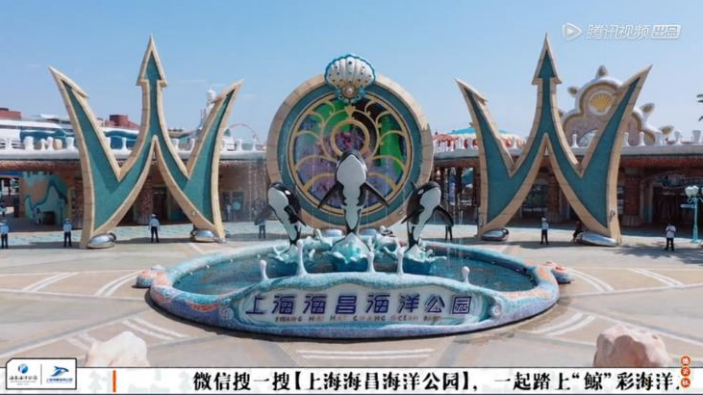 腾讯视频
上海海昌海洋公园
SHANG HAI HAI CHANG OCEAN PARK
微信搜一搜【上海海昌海洋公园】，一起踏上“鲸”彩海洋